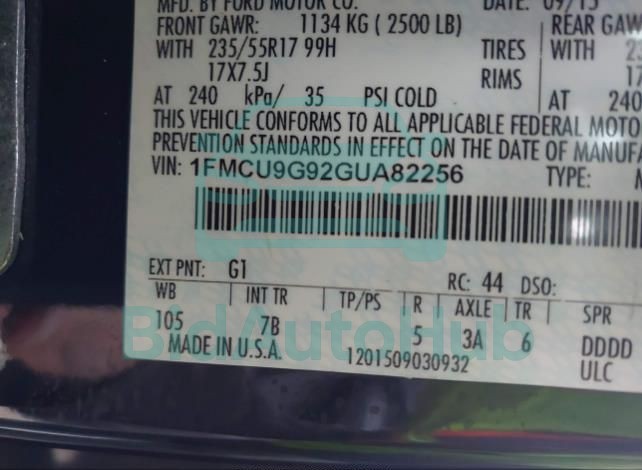 MFD. BY FORD MOTOR CO. DATE: 09/15
FRONT GAWR: 1134 KG ( 2500 LB) REAR GAW
WITH 235/55R17 99H TIRES WITH 23
17X7.5J RIMS 17
AT 240 kPa/ 35 PSI COLD AT 240
THIS VEHICLE CONFORMS TO ALL APPLICABLE FEDERAL MOTO
PREVENTION STANDARDS IN EFFECT ON THE DATE OF MANUFA
VIN: 1FMCU9G92GUA82256 TYPE:
EXT PNT: G1 RC: 44 DSO:
WB INT TR TP/PS R AXLE TR SPR
105 7B 5 3A 6 DDDD
MADE IN U.S.A. 1201509030932 ULC
BidAutoHub